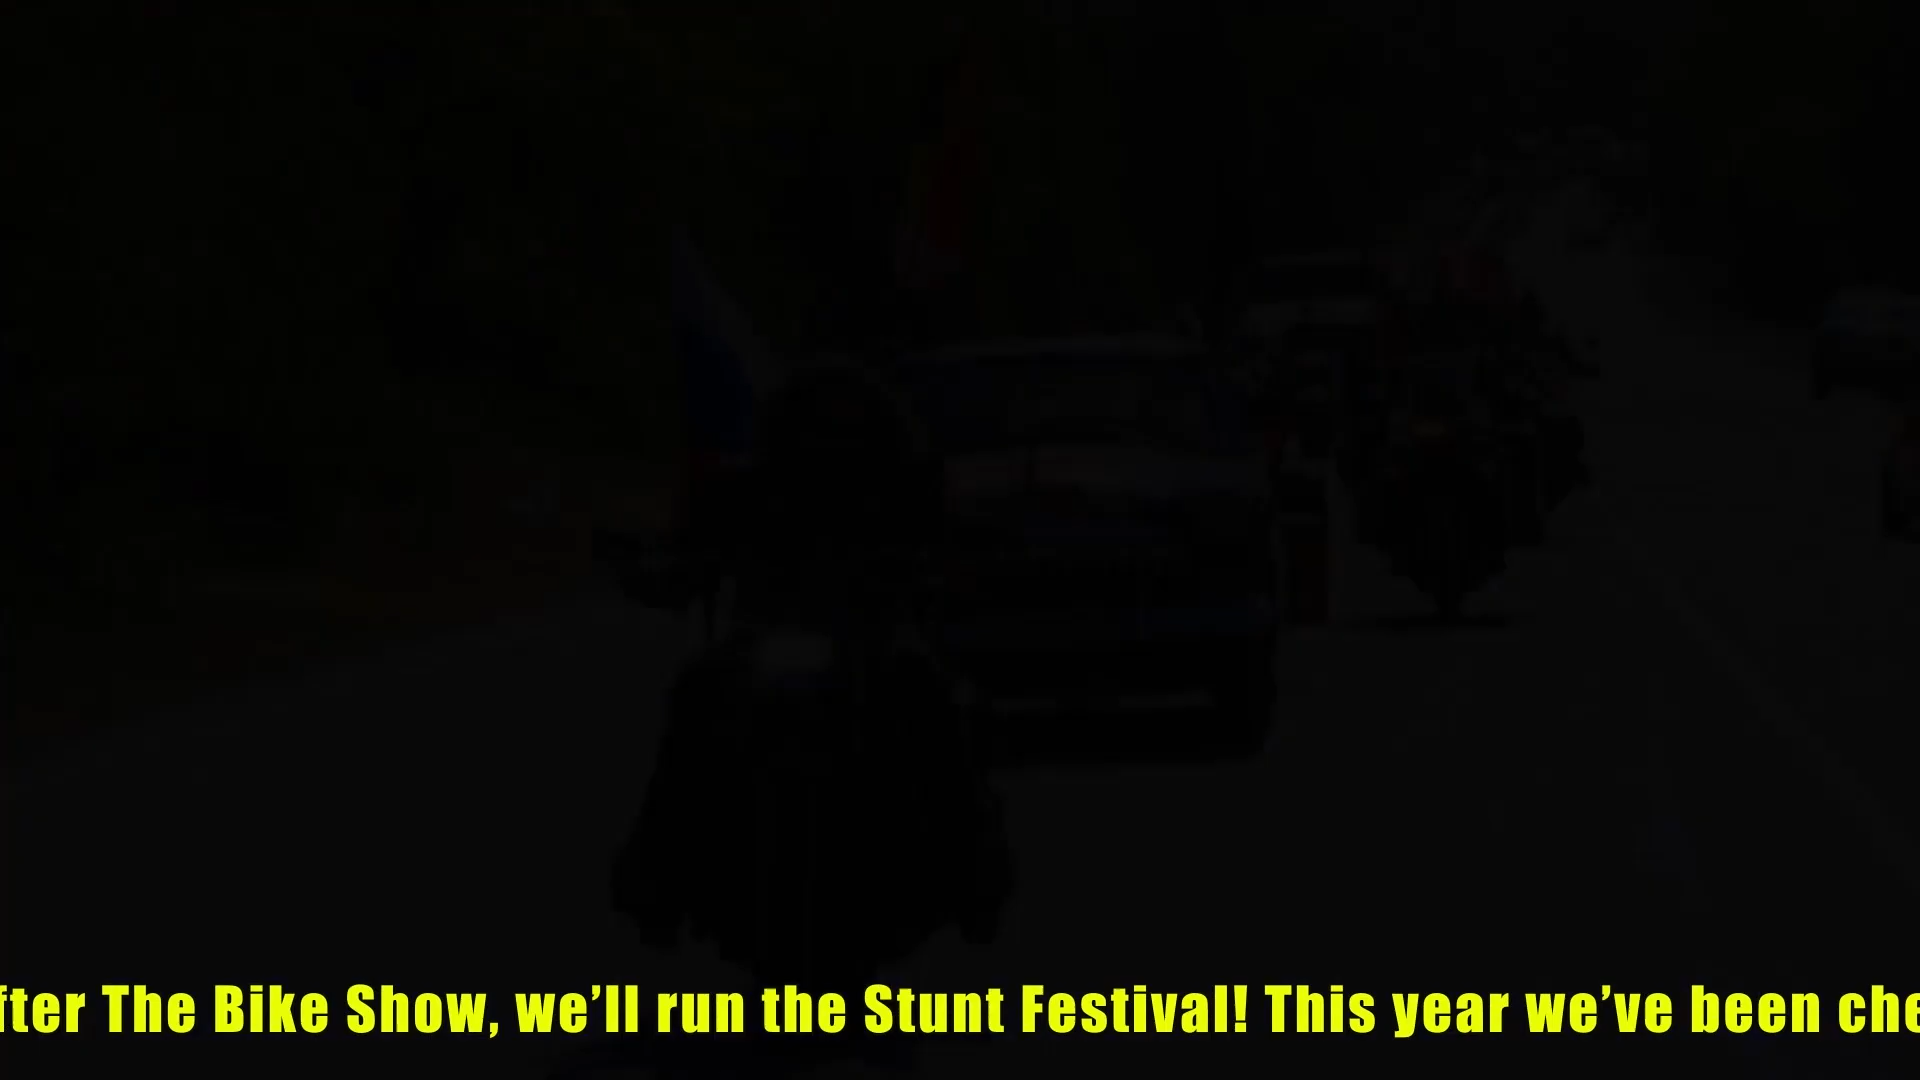 fter The Bike Show, we’ll run the Stunt Festival! This year we’ve been che